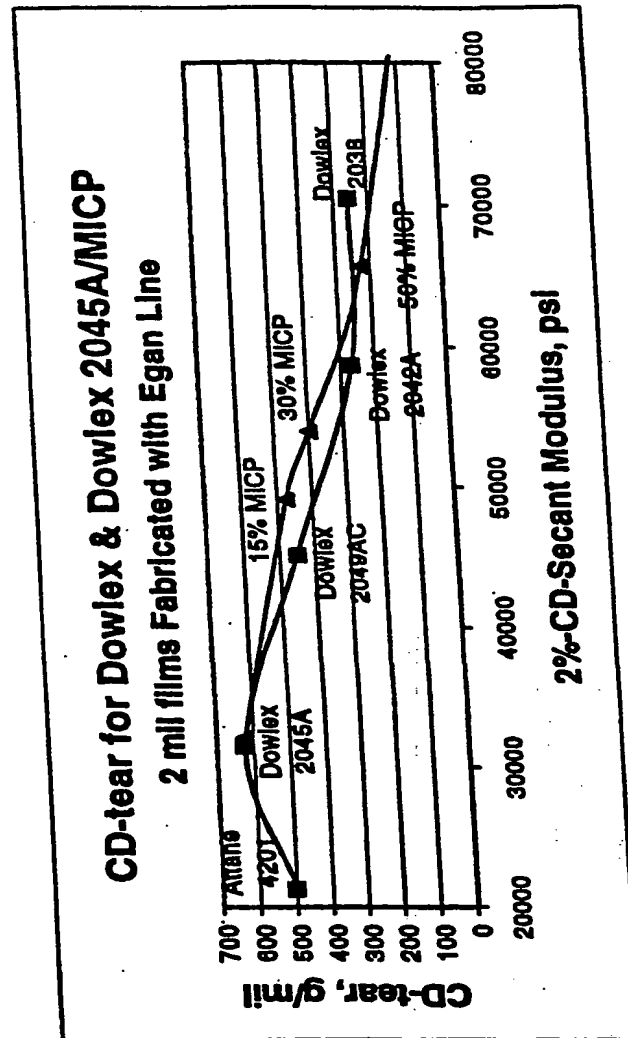 CD-tear for Dowlex & Dowlex 2045A/MICP
2 mil films Fabricated with Egan Line
CD-tear, g/mil
700
600
500
400
300
200
100
0
Attane
4201
Dowlex
2045A
15% MICP
Dowlex
2049AC
30% MICP
Dowlex
2042A
50% MICP
Dowlex
2038
20000
30000
40000
50000
60000
70000
80000
2%-CD-Secant Modulus, psi